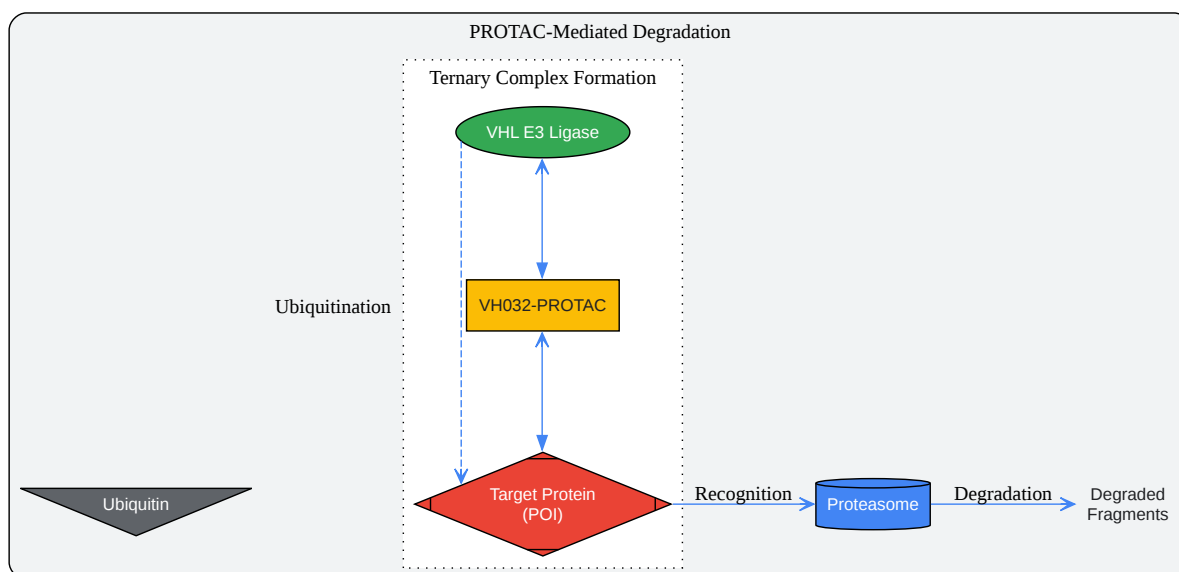 PROTAC-Mediated Degradation
Ternary Complex Formation
VHL E3 Ligase
VH032-PROTAC
Ubiquitination
Ubiquitin
Target Protein
(POI)
Recognition
Proteasome
Degradation
Degraded
Fragments